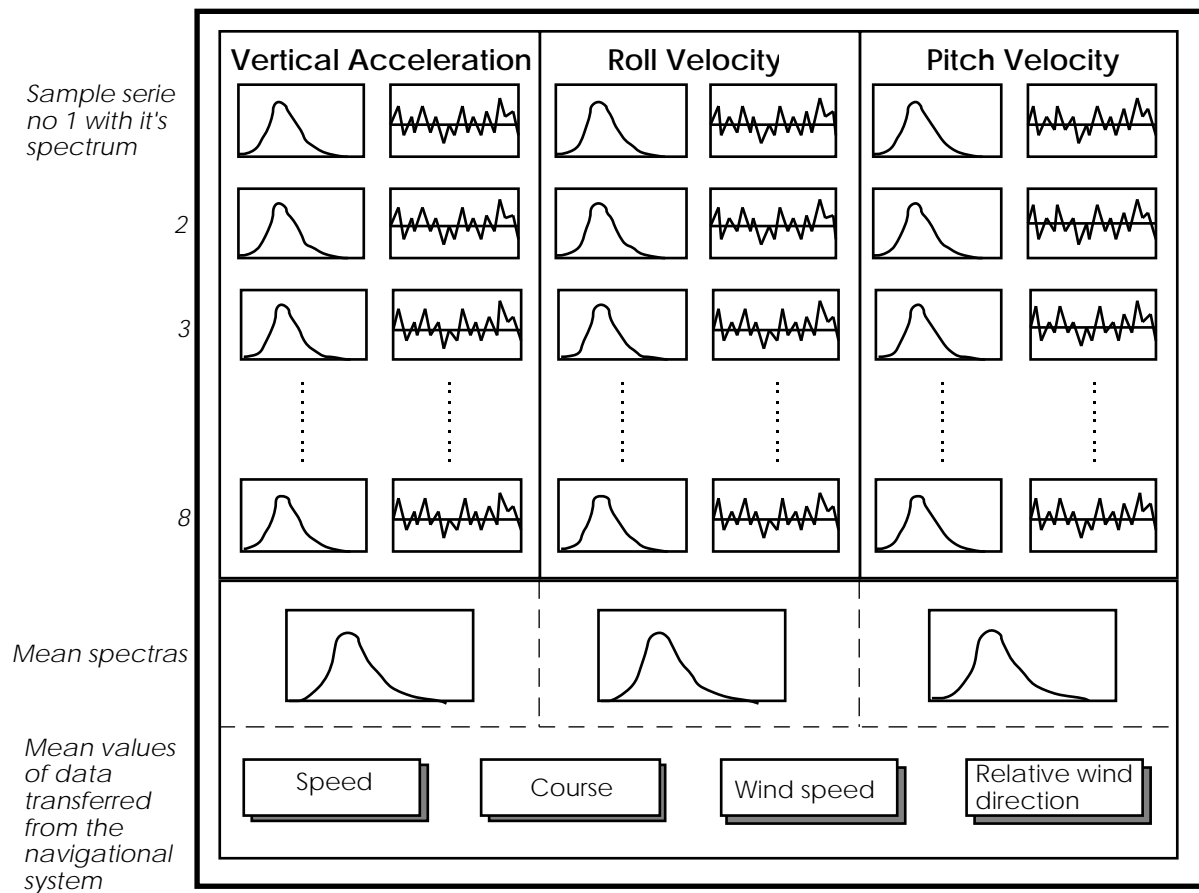 Vertical Acceleration
Roll Velocity
Pitch Velocity
Sample serie
no 1 with it's
spectrum
2
3
8
Mean spectras
Mean values
of data
transferred
from the
navigational
system
Speed
Course
Wind speed
Relative wind
direction